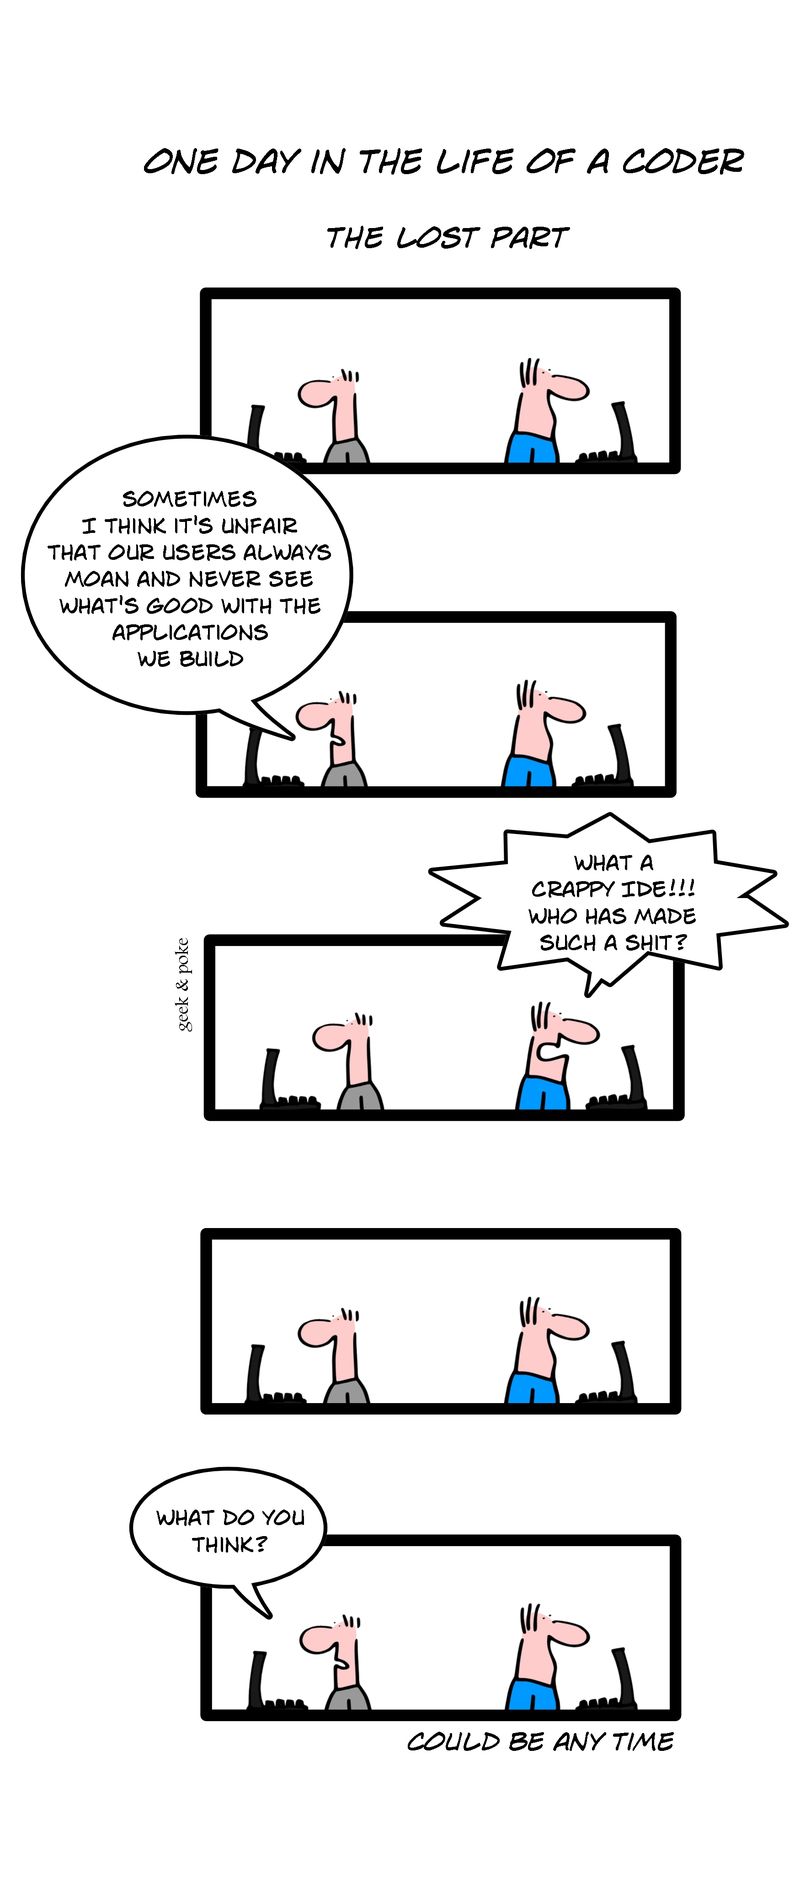 ONE DAY IN THE LIFE OF A CODER
THE LOST PART
SOMETIMES
I THINK IT'S UNFAIR
THAT OUR USERS ALWAYS
MOAN AND NEVER SEE
WHAT'S GOOD WITH THE
APPLICATIONS
WE BUILD
WHAT A
CRAPPY IDE!!!
WHO HAS MADE
SUCH A SHIT?
geek & poke
WHAT DO YOU
THINK?
COULD BE ANY TIME